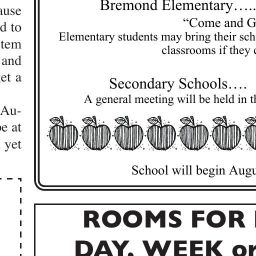 ause
d to
tem
and
et a
Au-
e at
yet
Bremond Elementary…..
“Come and G
Elementary students may bring their sch
classrooms if they c
Secondary Schools….
A general meeting will be held in th
School will begin Augu
ROOMS FOR
DAY, WEEK or